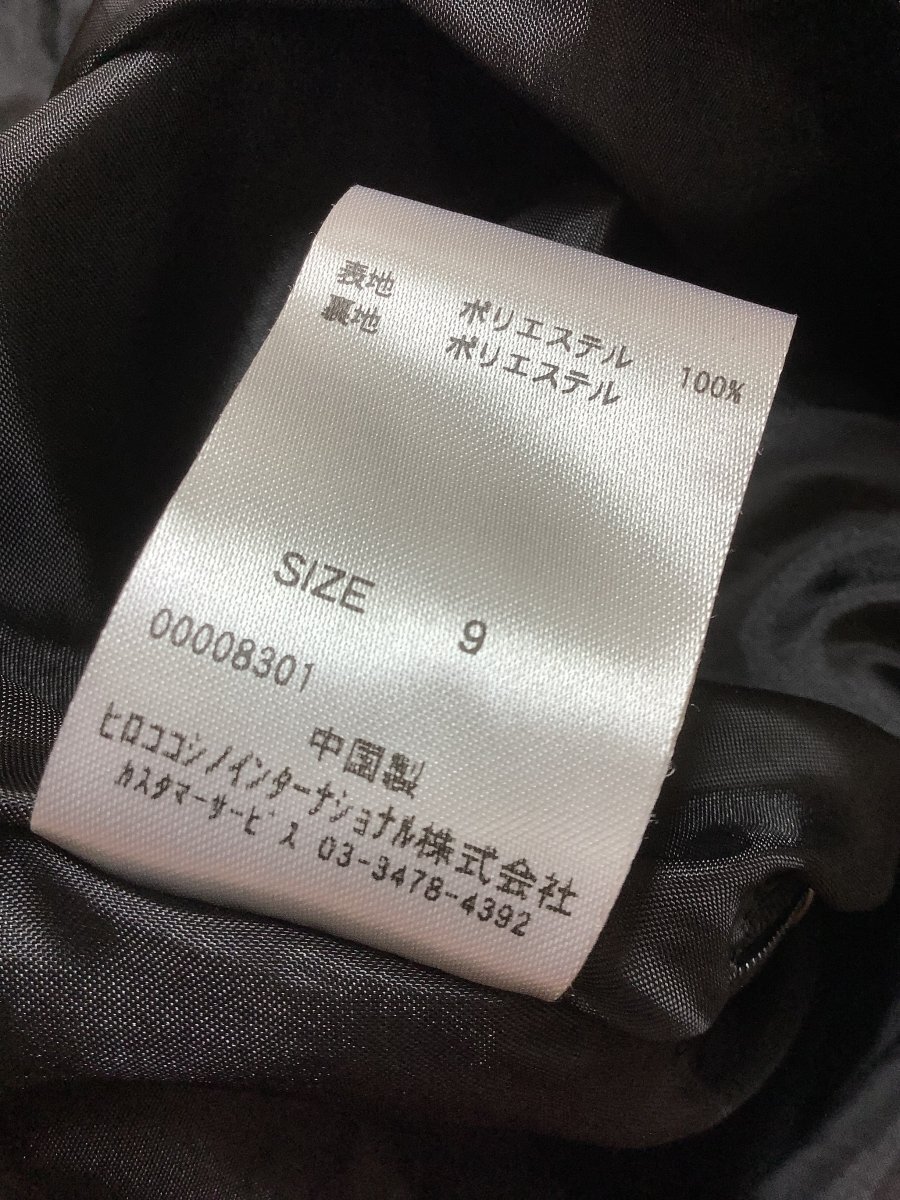 表地 ポリエステル 100%
裏地 ポリエステル
SIZE 9
00008301
中国製
ヒロココシノインターナショナル株式会社
カスタマーサービス 03-3478-4392